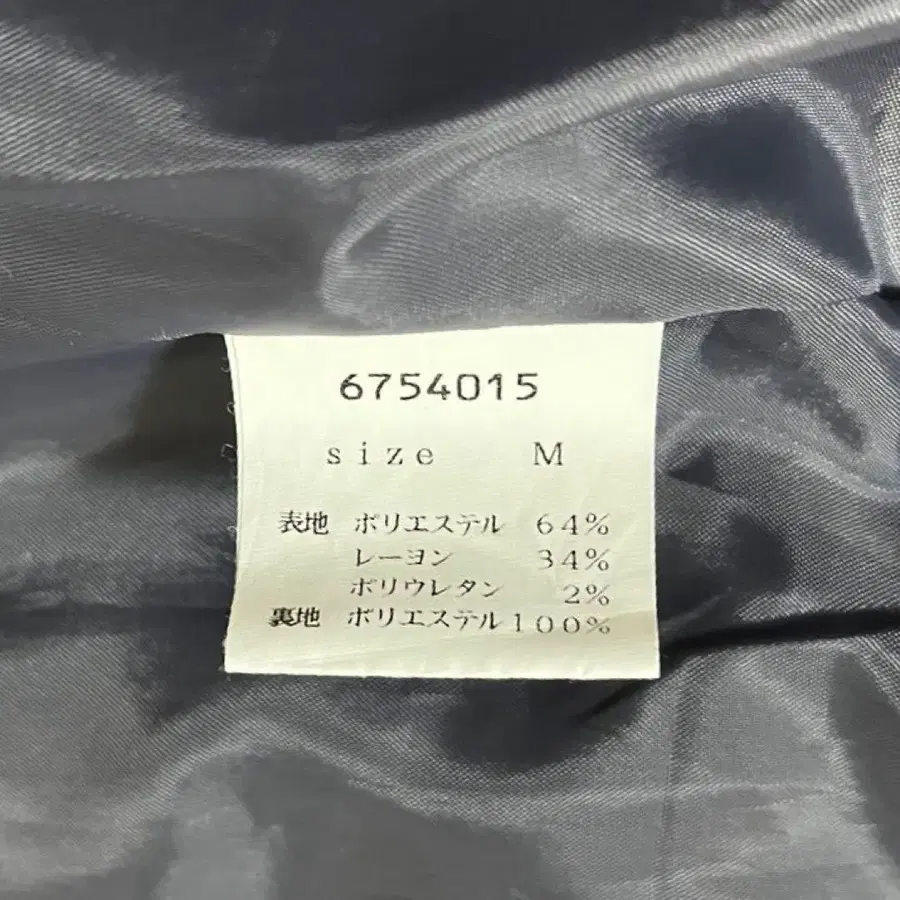 6754015
size M
表地 ポリエステル 64%
レーヨン 34%
ポリウレタン 2%
裏地 ポリエステル 100%